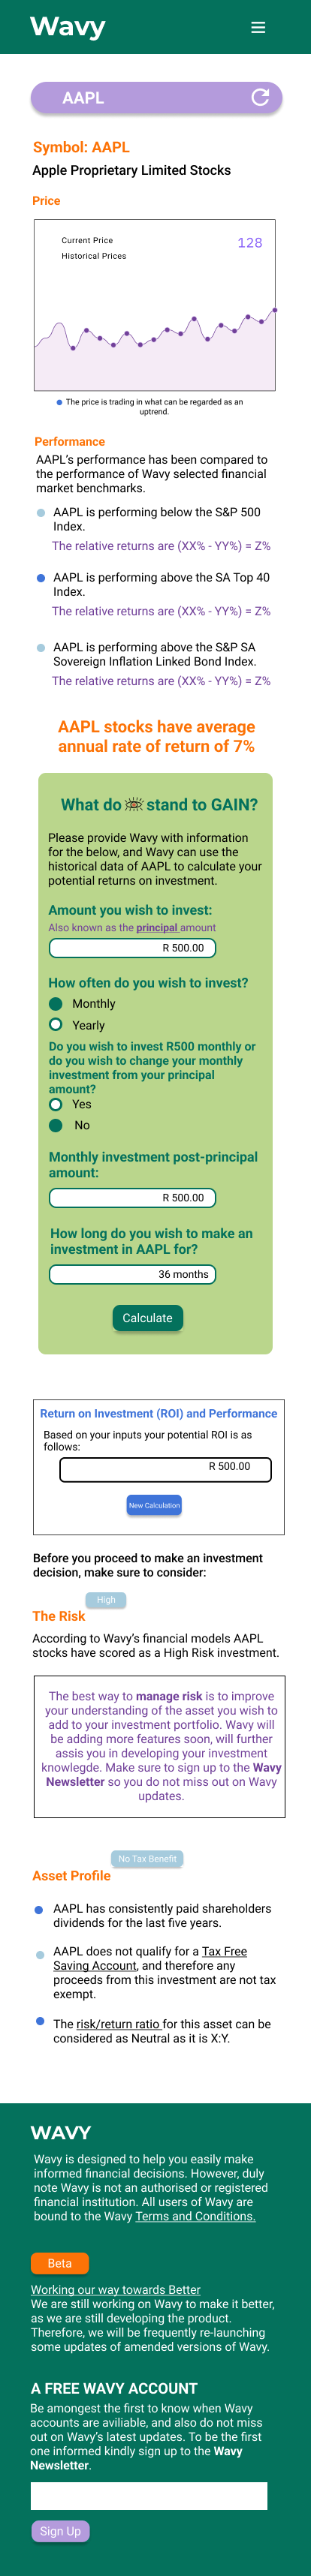 Wavy
AAPL
Symbol: AAPL
Apple Proprietary Limited Stocks
Price
Current Price
128
Historical Prices
The price is trading in what can be regarded as an
uptrend.
Performance
AAPL's performance has been compared to
the performance of Wavy selected financial
market benchmarks.
AAPL is performing below the S&P 500
Index.
The relative returns are (XX% - YY%) = Z%
AAPL is performing above the SA Top 40
Index.
The relative returns are (XX% - YY%) = Z%
AAPL is performing above the S&P SA
Sovereign Inflation Linked Bond Index.
The relative returns are (XX% - YY%) = Z%
AAPL stocks have average
annual rate of return of 7%
What do stand to GAIN?
Please provide Wavy with information
for the below, and Wavy can use the
historical data of AAPL to calculate your
potential returns on investment.
Amount you wish to invest:
Also known as the principal amount
R 500.00
How often do you wish to invest?
Monthly
Yearly
Do you wish to invest R500 monthly or
do you wish to change your monthly
investment from your principal
amount?
Yes
No
Monthly investment post-principal
amount:
R 500.00
How long do you wish to make an
investment in AAPL for?
36 months
Calculate
Return on Investment (ROI) and Performance
Based on your inputs your potential ROI is as
follows:
R 500.00
New Calculation
Before you proceed to make an investment
decision, make sure to consider:
High
The Risk
According to Wavy's financial models AAPL
stocks have scored as a High Risk investment.
The best way to manage risk is to improve
your understanding of the asset you wish to
add to your investment portfolio. Wavy will
be adding more features soon, will further
assis you in developing your investment
knowlegde. Make sure to sign up to the Wavy
Newsletter so you do not miss out on Wavy
updates.
No Tax Benefit
Asset Profile
AAPL has consistently paid shareholders
dividends for the last five years.
AAPL does not qualify for a Tax Free
Saving Account, and therefore any
proceeds from this investment are not tax
exempt.
The risk/return ratio for this asset can be
considered as Neutral as it is X:Y.
WAVY
Wavy is designed to help you easily make
informed financial decisions. However, duly
note Wavy is not an authorised or registered
financial institution. All users of Wavy are
bound to the Wavy Terms and Conditions.
Beta
Working our way towards Better
We are still working on Wavy to make it better,
as we are still developing the product.
Therefore, we will be frequently re-launching
some updates of amended versions of Wavy.
A FREE WAVY ACCOUNT
Be amongest the first to know when Wavy
accounts are aviliable, and also do not miss
out on Wavy's latest updates. To be the first
one informed kindly sign up to the Wavy
Newsletter.
Sign Up